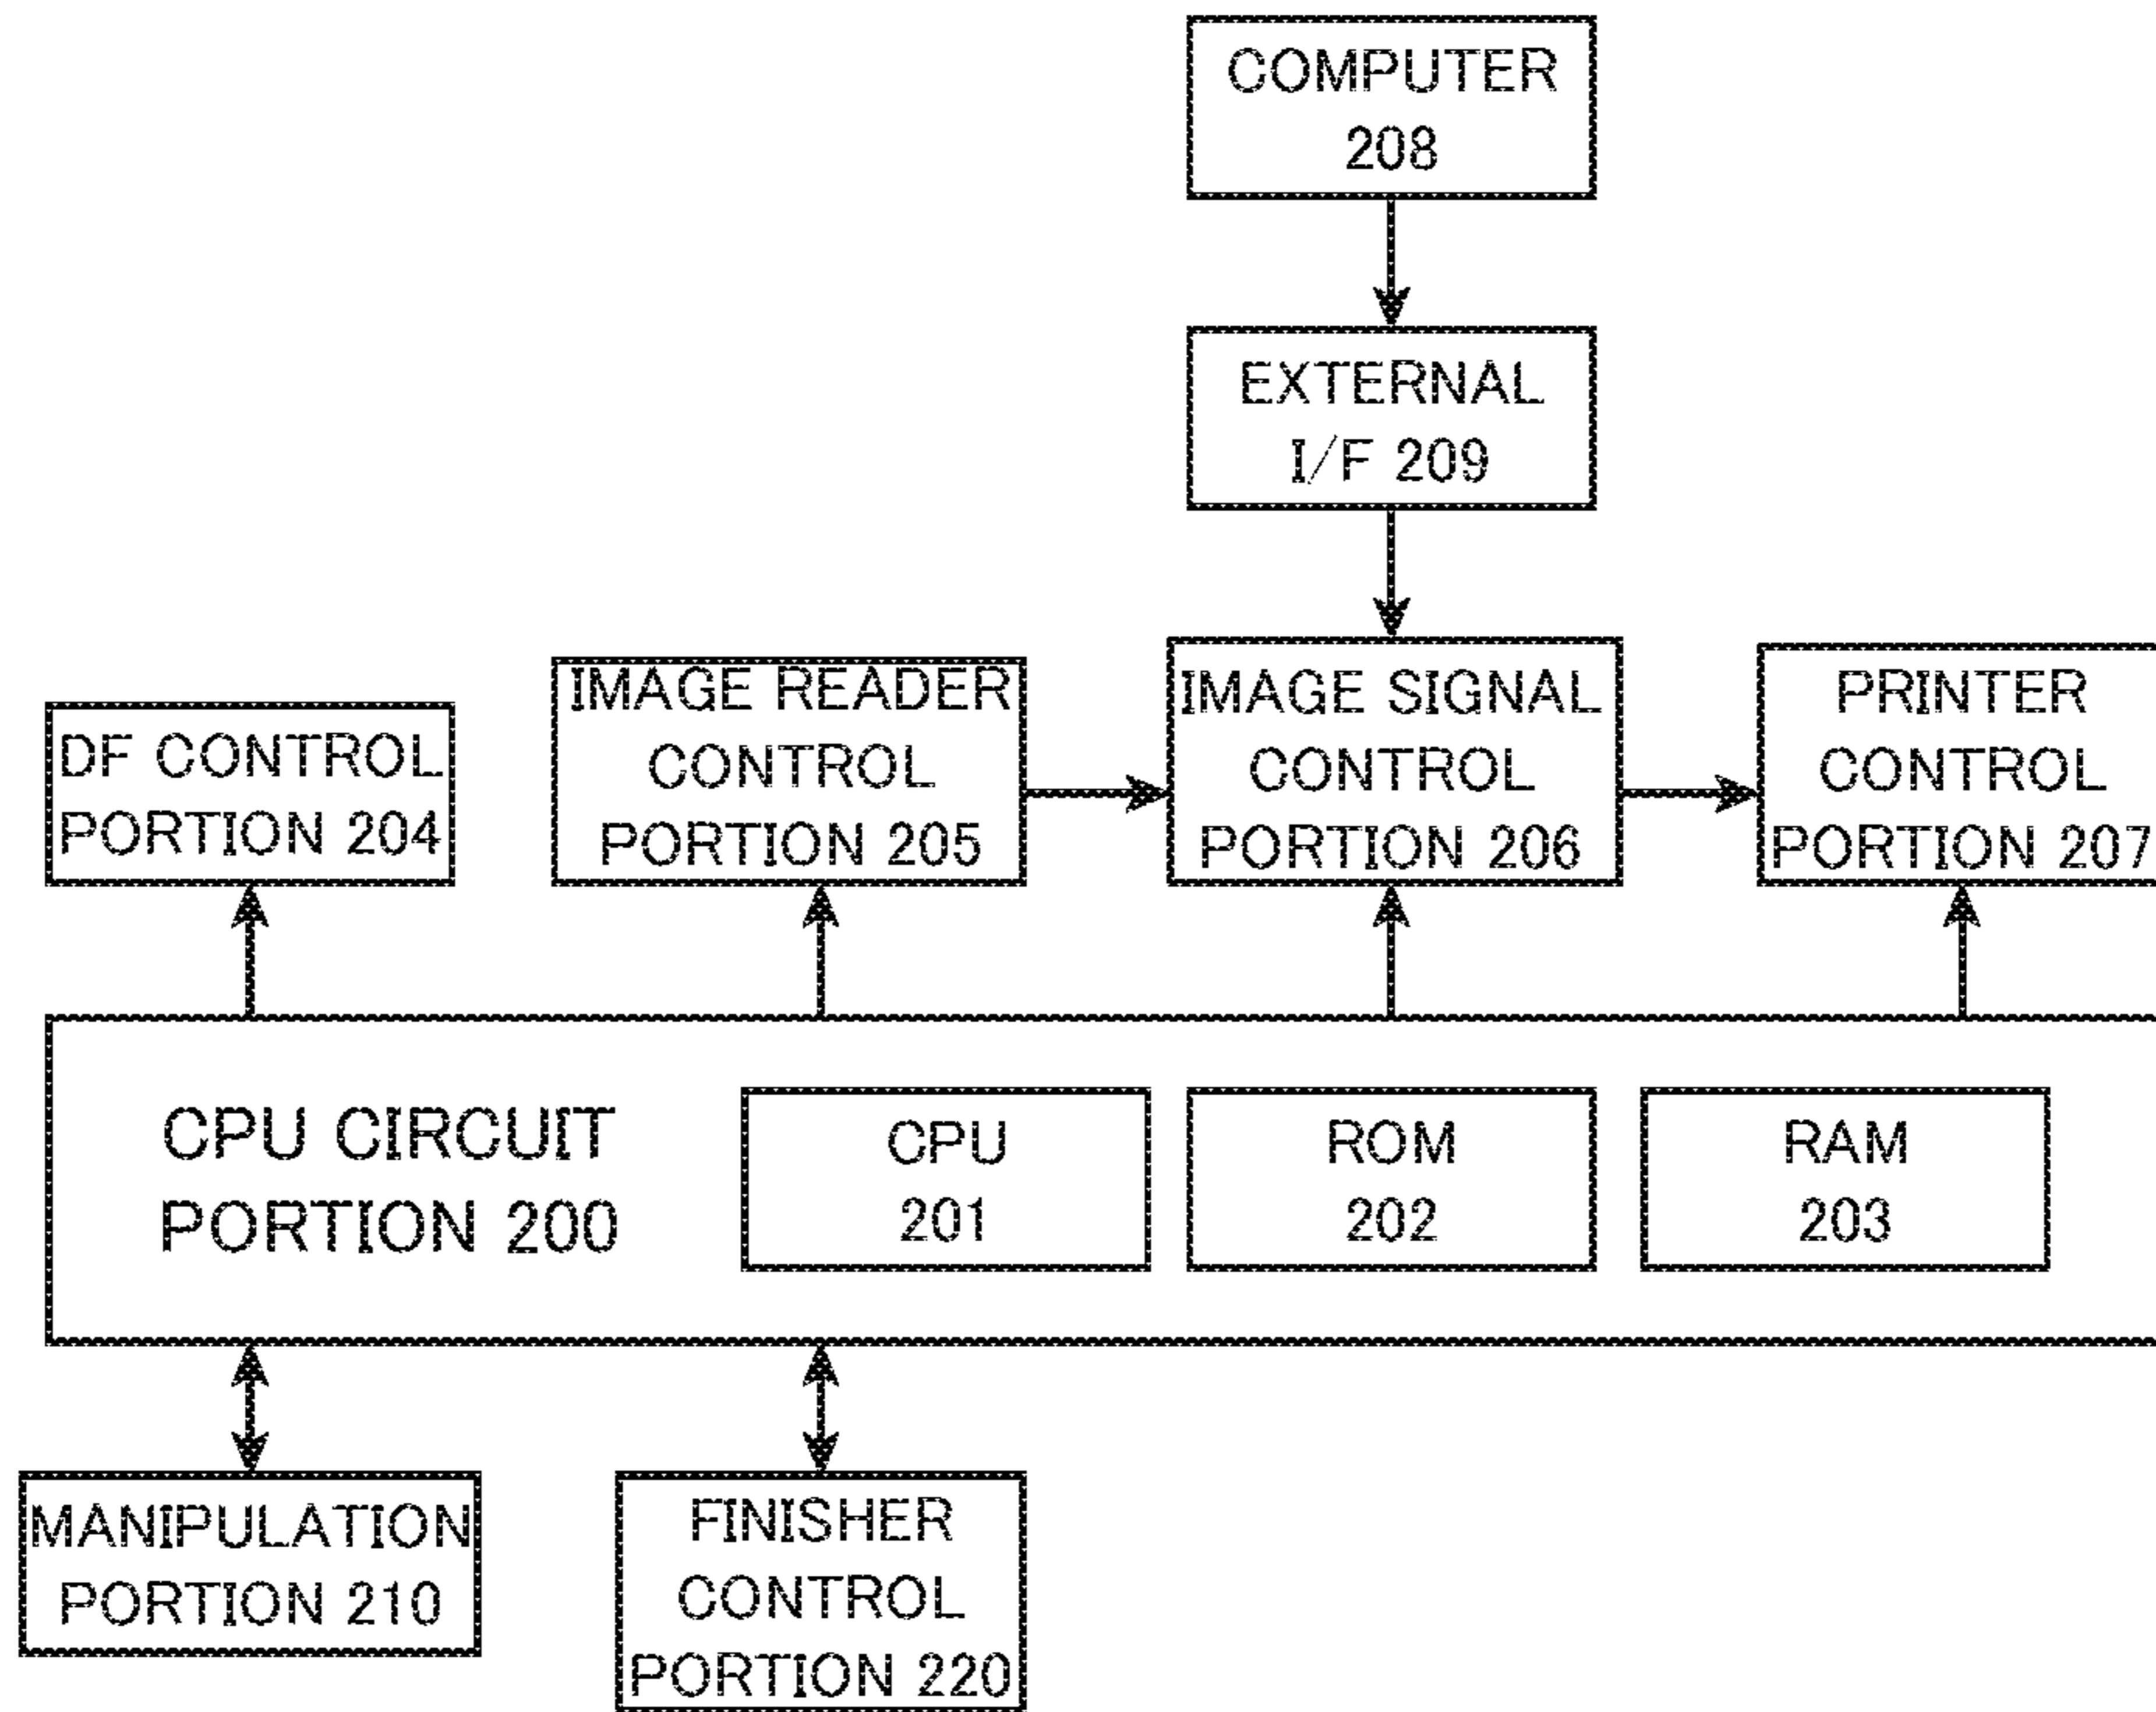 COMPUTER
208
EXTERNAL
I/F 209
DF CONTROL
PORTION 204
IMAGE READER
CONTROL
PORTION 205
IMAGE SIGNAL
CONTROL
PORTION 206
PRINTER
CONTROL
PORTION 207
CPU CIRCUIT
PORTION 200
CPU
201
ROM
202
RAM
203
MANIPULATION
PORTION 210
FINISHER
CONTROL
PORTION 220